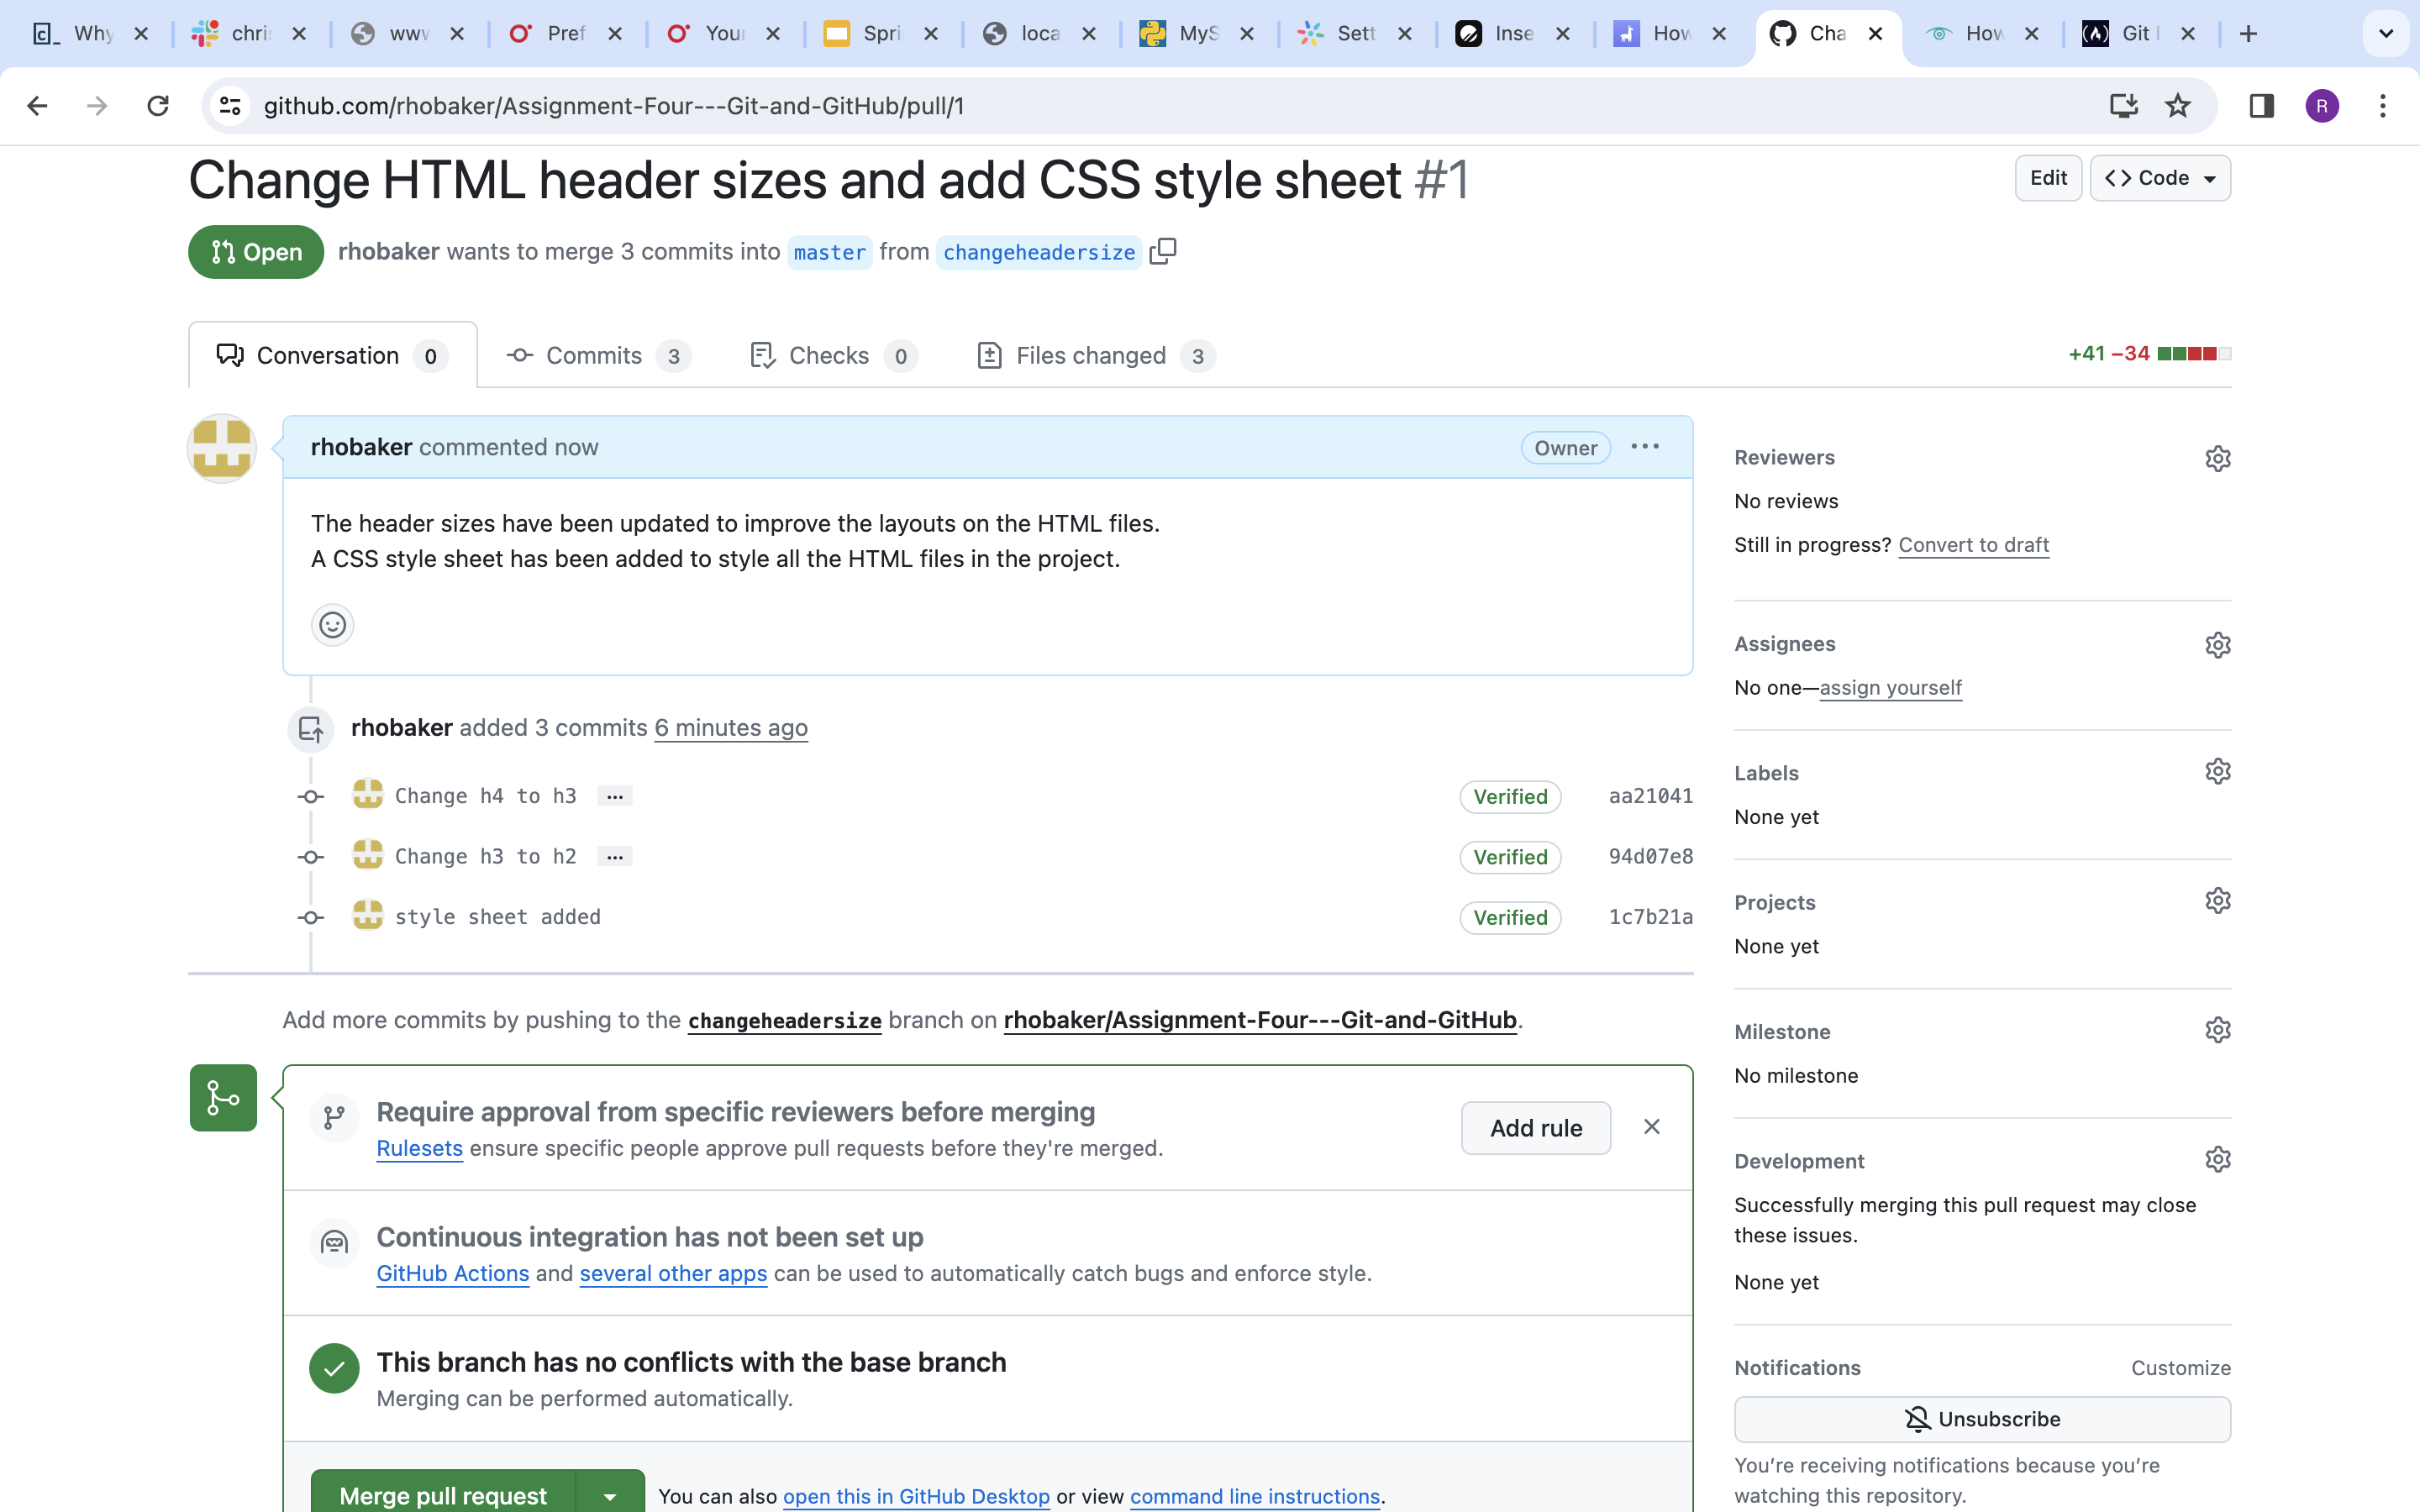 Why chris www Pref Your Spri loca MyS Sett Inse How Cha How Git
github.com/rhobaker/Assignment-Four---Git-and-GitHub/pull/1 R
Change HTML header sizes and add CSS style sheet #1
Edit <> Code
Open rhobaker wants to merge 3 commits into master from changeheadersize
Conversation 0 Commits 3 Checks 0 Files changed 3 +41 −34
rhobaker commented now Owner ...
The header sizes have been updated to improve the layouts on the HTML files.
A CSS style sheet has been added to style all the HTML files in the project.
rhobaker added 3 commits 6 minutes ago
Change h4 to h3 ... Verified aa21041
Change h3 to h2 ... Verified 94d07e8
style sheet added Verified 1c7b21a
Add more commits by pushing to the changeheadersize branch on rhobaker/Assignment-Four---Git-and-GitHub.
Require approval from specific reviewers before merging
Rulesets ensure specific people approve pull requests before they're merged.
Add rule
Continuous integration has not been set up
GitHub Actions and several other apps can be used to automatically catch bugs and enforce style.
This branch has no conflicts with the base branch
Merging can be performed automatically.
Merge pull request You can also open this in GitHub Desktop or view command line instructions.
Reviewers
No reviews
Still in progress? Convert to draft
Assignees
No one—assign yourself
Labels
None yet
Projects
None yet
Milestone
No milestone
Development
Successfully merging this pull request may close
these issues.
None yet
Notifications Customize
Unsubscribe
You're receiving notifications because you're
watching this repository.